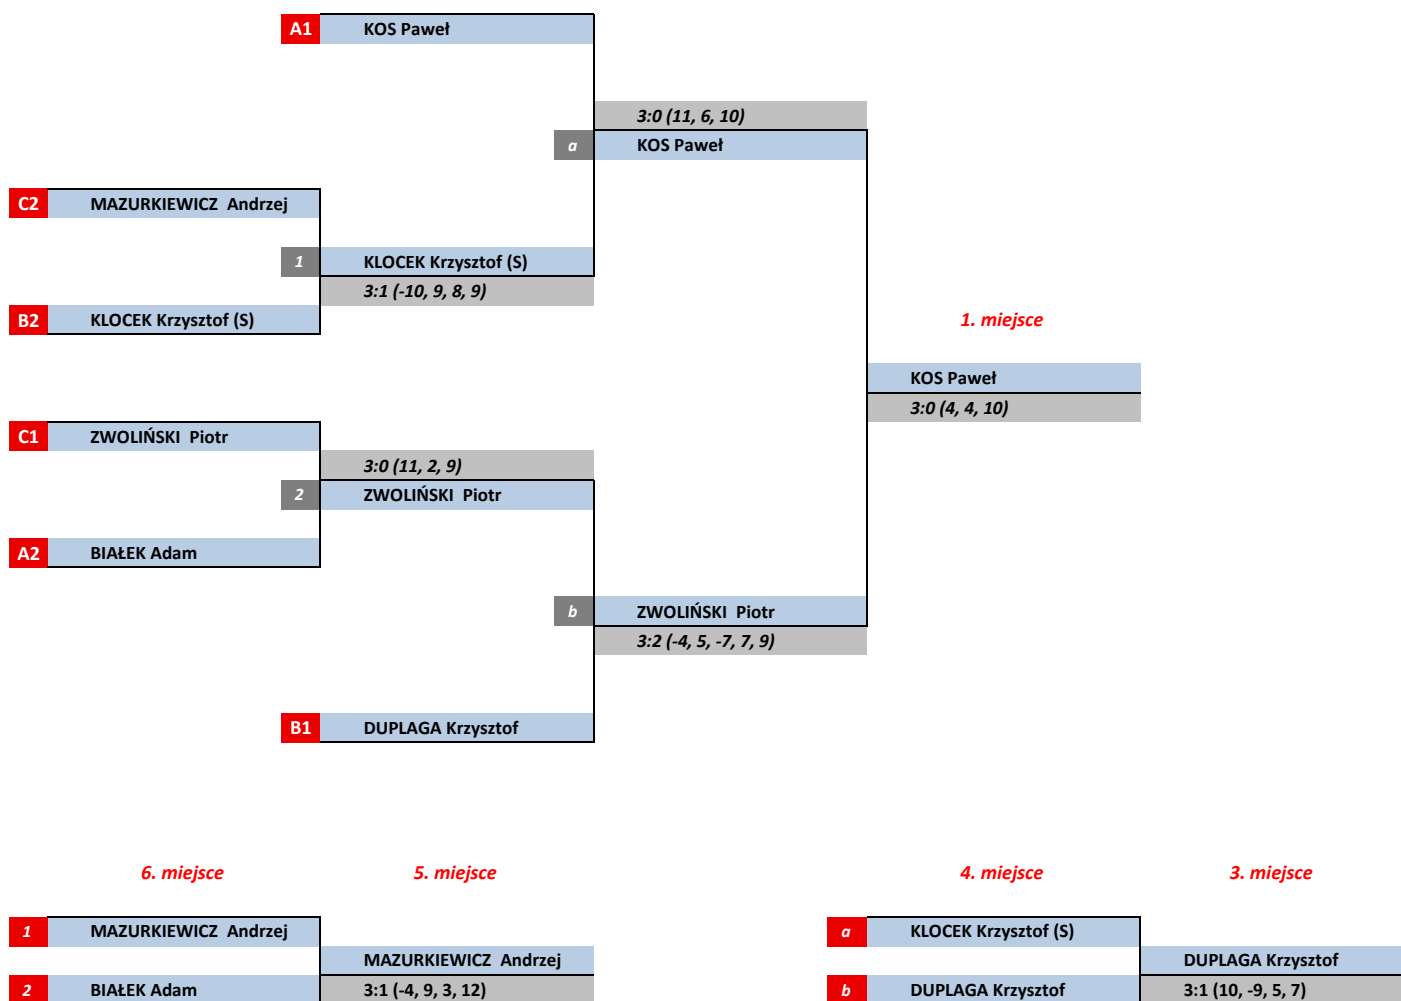 A1 KOS Paweł
3:0 (11, 6, 10)
a KOS Paweł
C2 MAZURKIEWICZ Andrzej
1 KLOCEK Krzysztof (S)
3:1 (-10, 9, 8, 9)
B2 KLOCEK Krzysztof (S)
1. miejsce
KOS Paweł
3:0 (4, 4, 10)
C1 ZWOLIŃSKI Piotr
3:0 (11, 2, 9)
2 ZWOLIŃSKI Piotr
A2 BIAŁEK Adam
b ZWOLIŃSKI Piotr
3:2 (-4, 5, -7, 7, 9)
B1 DUPLAGA Krzysztof
6. miejsce 5. miejsce 4. miejsce 3. miejsce
1 MAZURKIEWICZ Andrzej a KLOCEK Krzysztof (S)
MAZURKIEWICZ Andrzej DUPLAGA Krzysztof
2 BIAŁEK Adam 3:1 (-4, 9, 3, 12) b DUPLAGA Krzysztof 3:1 (10, -9, 5, 7)